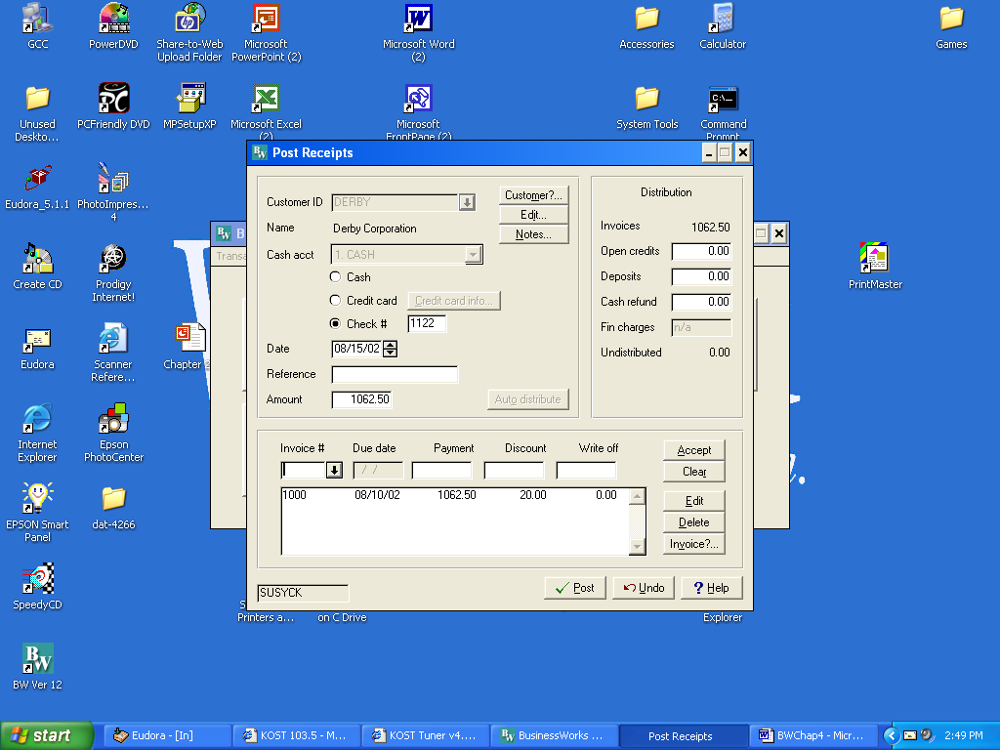 GCC
PowerDVD
Share-to-Web
Upload Folder
Microsoft
PowerPoint (2)
Microsoft Word
(2)
Accessories
Calculator
Games
Unused
Deskto...
PCFriendly DVD
MPSetupXP
Microsoft Excel
(2)
Microsoft
FrontPage (2)
System Tools
Command
Prompt
Eudora_5.1.1
PhotoImpres...
4
Create CD
Prodigy
Internet!
PrintMaster
Eudora
Scanner
Refere...
Chapter 2
Internet
Explorer
Epson
PhotoCenter
EPSON Smart
Panel
dat-4266
SpeedyCD
BW Ver 12
Printers a...
on C Drive
Explorer
BW B
Transa
BW Post Receipts
Customer ID DERBY
Customer?...
Name Derby Corporation
Edit...
Notes...
Cash acct 1. CASH
Cash
Credit card Credit card info...
Check # 1122
Date 08/15/02
Reference
Amount 1062.50 Auto distribute
Distribution
Invoices 1062.50
Open credits 0.00
Deposits 0.00
Cash refund 0.00
Fin charges n/a
Undistributed 0.00
Invoice # Due date Payment Discount Write off
/ /
1000 08/10/02 1062.50 20.00 0.00
Accept
Clear
Edit
Delete
Invoice?...
SUSYCK
Post Undo ? Help
start Eudora - [In] KOST 103.5 - M... KOST Tuner v4.... BusinessWorks ... Post Receipts BWChap4 - Micr... 2:49 PM